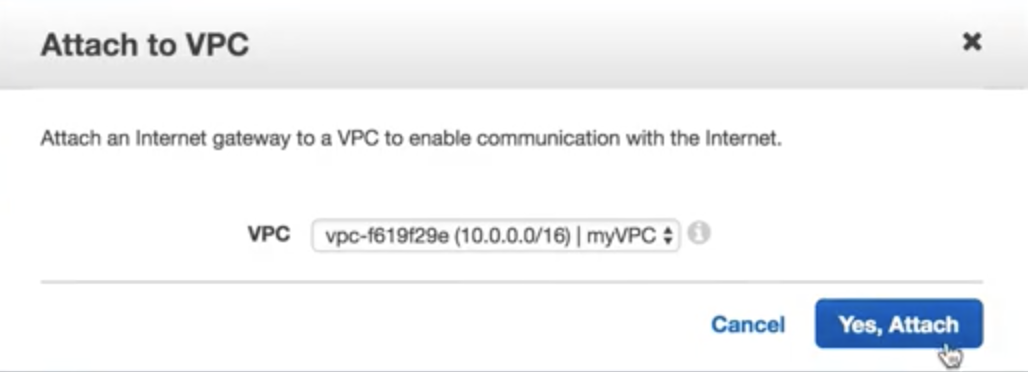 Attach to VPC
Attach an Internet gateway to a VPC to enable communication with the Internet.
VPC vpc-f619f29e (10.0.0.0/16) | myVPC
Cancel Yes, Attach